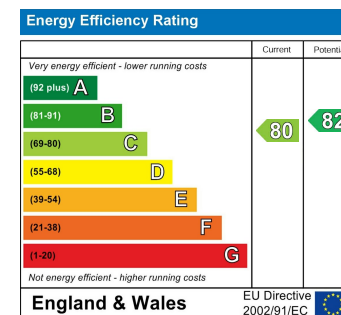 Energy Efficiency Rating
Current
Very energy efficient - lower running costs
(92 plus) A
(81-91) B
(69-80) C
(55-68) D
(39-54) E
(21-38) F
(1-20) G
80
82
Not energy efficient - higher running costs
England & Wales
EU Directive
2002/91/EC